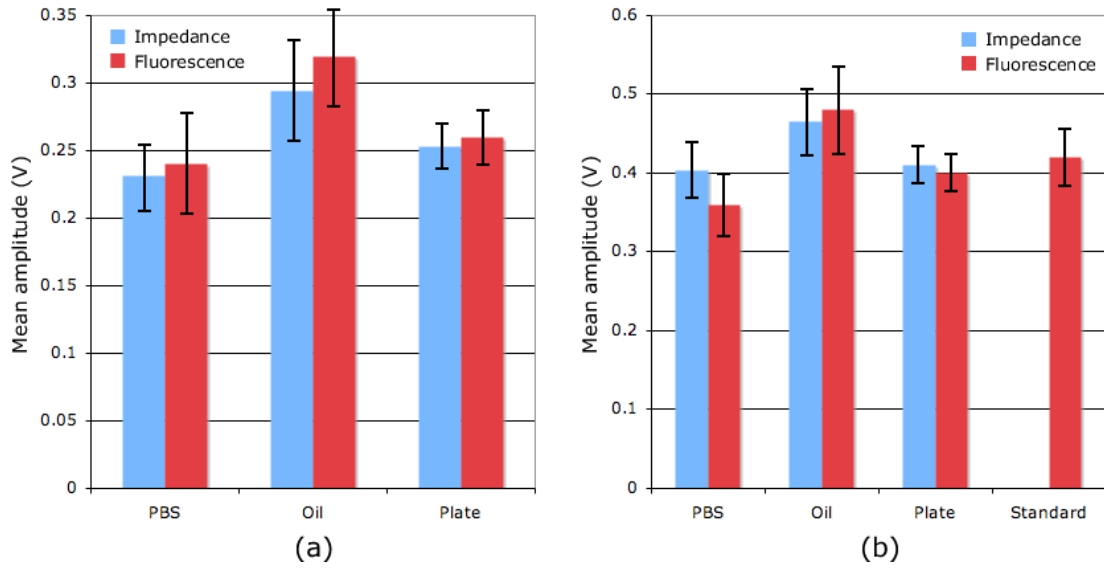 0.35
0.3
0.25
0.2
0.15
0.1
0.05
0
Mean amplitude (V)
Impedance
Fluorescence
PBS Oil Plate
(a)
0.6
0.5
0.4
0.3
0.2
0.1
0
Mean amplitude (V)
Impedance
Fluorescence
PBS Oil Plate Standard
(b)